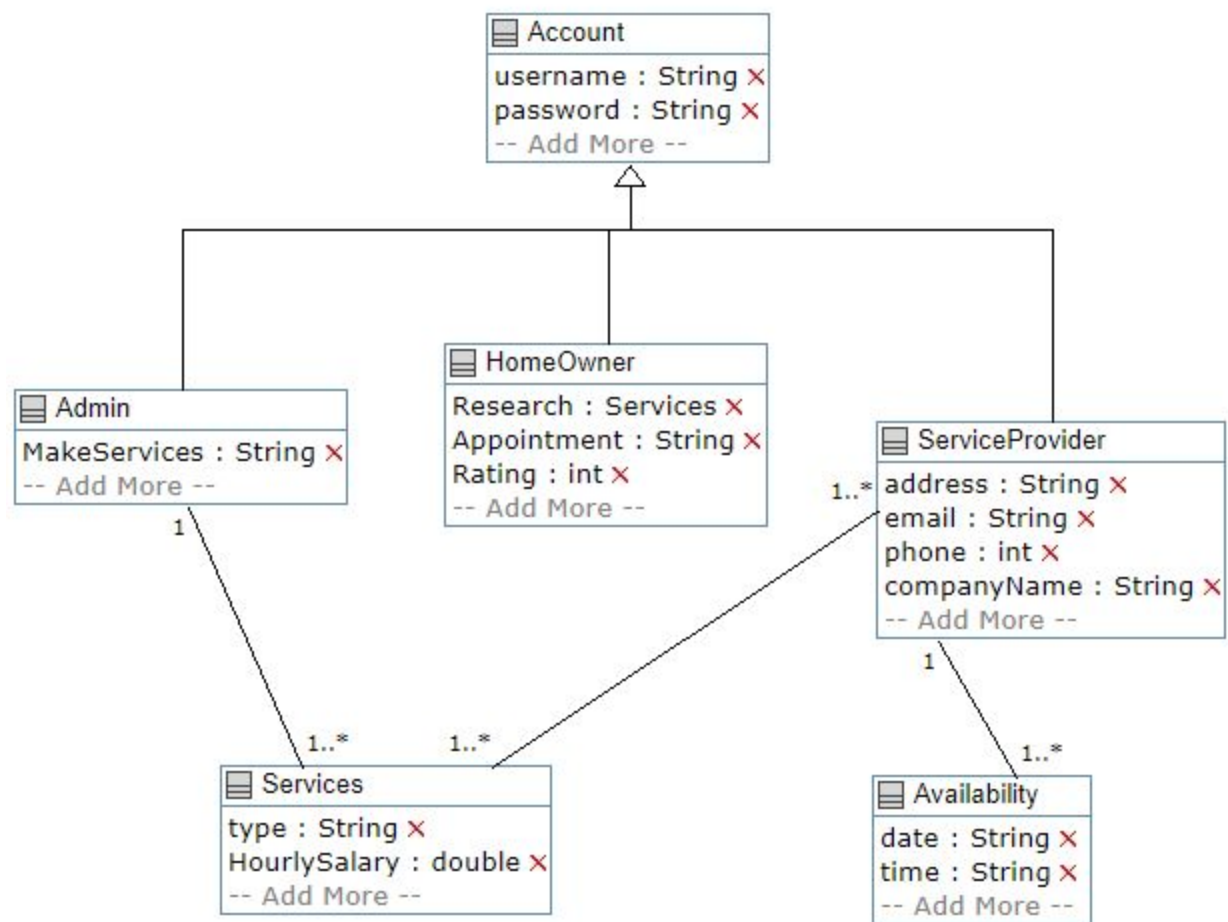 Account
username : String ×
password : String ×
-- Add More --
Admin
MakeServices : String ×
-- Add More --
HomeOwner
Research : Services ×
Appointment : String ×
Rating : int ×
-- Add More --
ServiceProvider
address : String ×
email : String ×
phone : int ×
companyName : String ×
-- Add More --
1..*
1
1
1..*
1..*
1..*
Services
type : String ×
HourlySalary : double ×
-- Add More --
Availability
date : String ×
time : String ×
-- Add More --